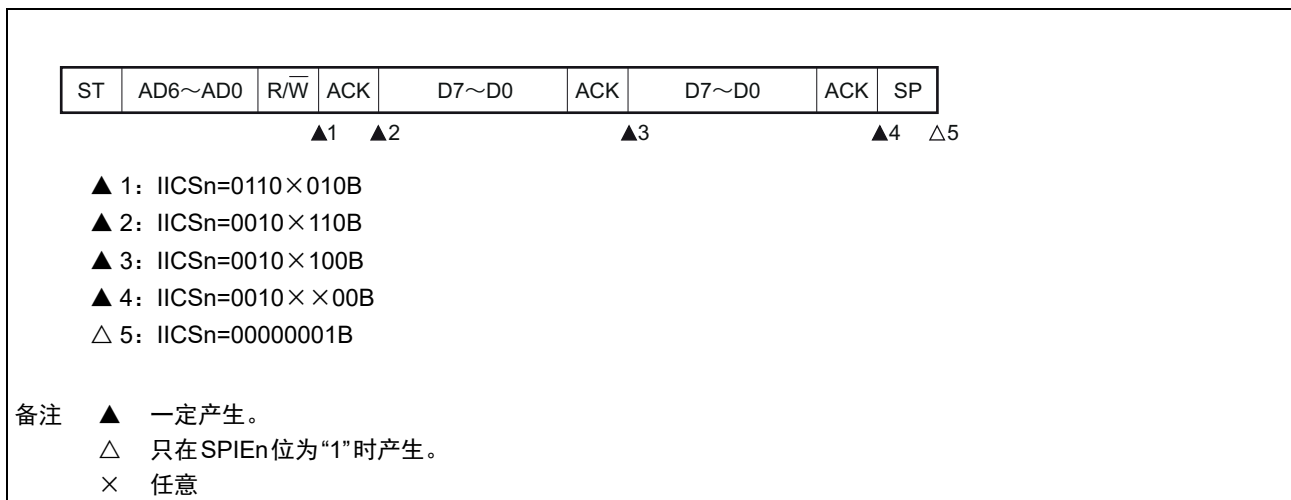 ST AD6～AD0 R/W̅ ACK D7～D0 ACK D7～D0 ACK SP
▲1 ▲2 ▲3 ▲4 △5
▲ 1：IICSn=0110×010B
▲ 2：IICSn=0010×110B
▲ 3：IICSn=0010×100B
▲ 4：IICSn=0010××00B
△ 5：IICSn=00000001B
备注 ▲ 一定产生。
△ 只在SPIEn位为“1”时产生。
× 任意